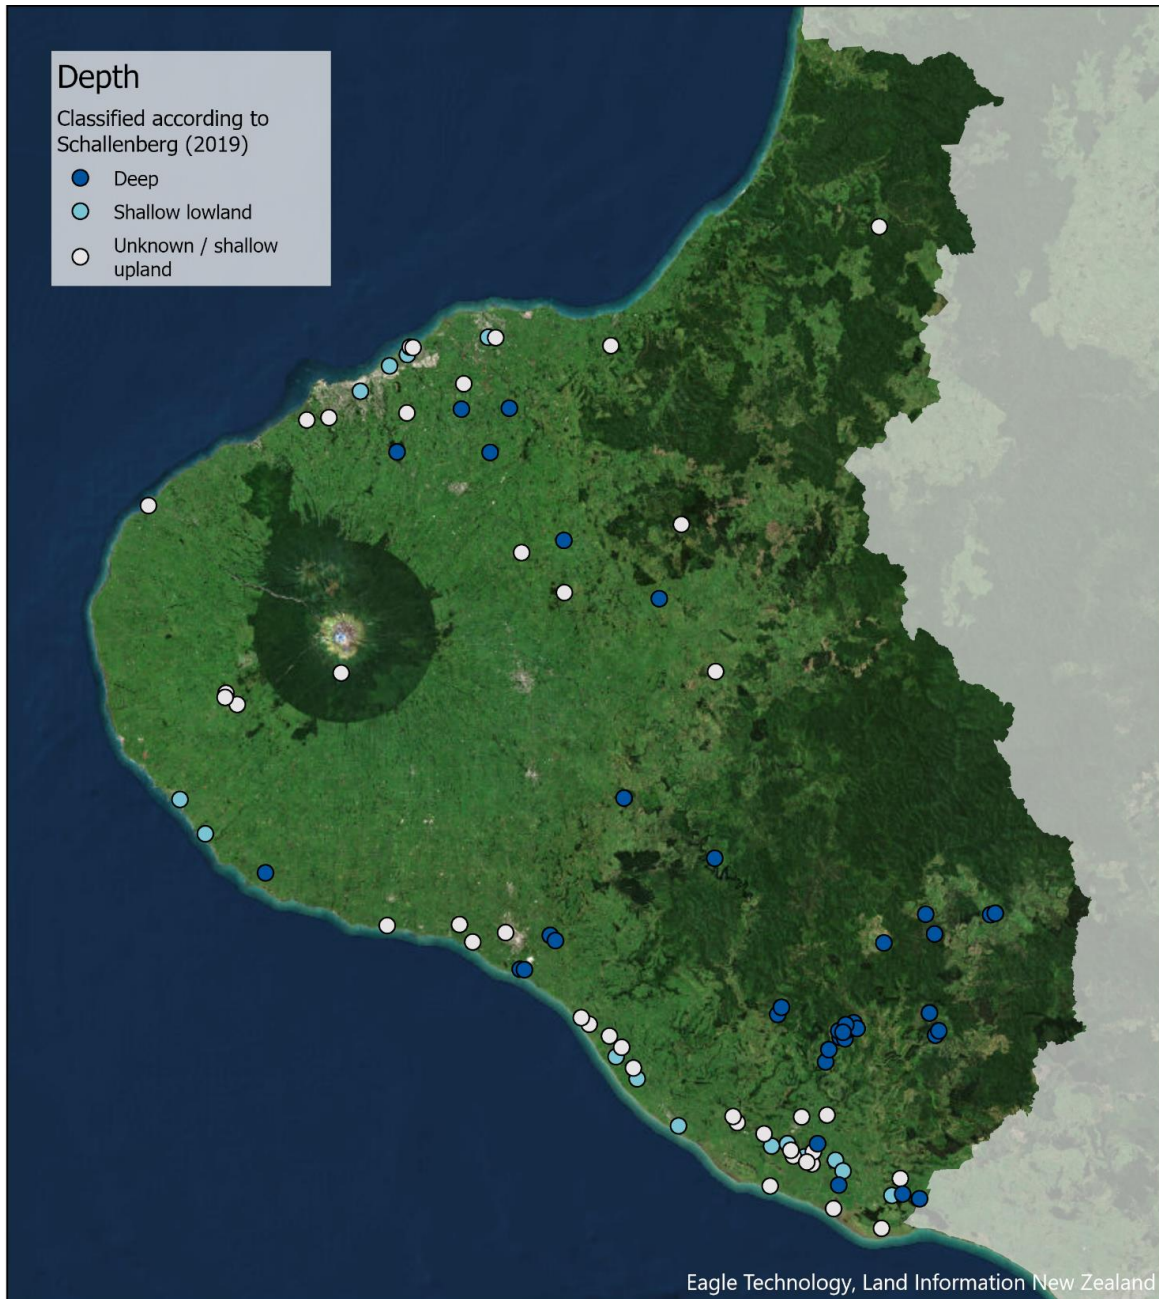 Depth
Classified according to
Schallenberg (2019)
Deep
Shallow lowland
Unknown / shallow
upland
Eagle Technology, Land Information New Zealand